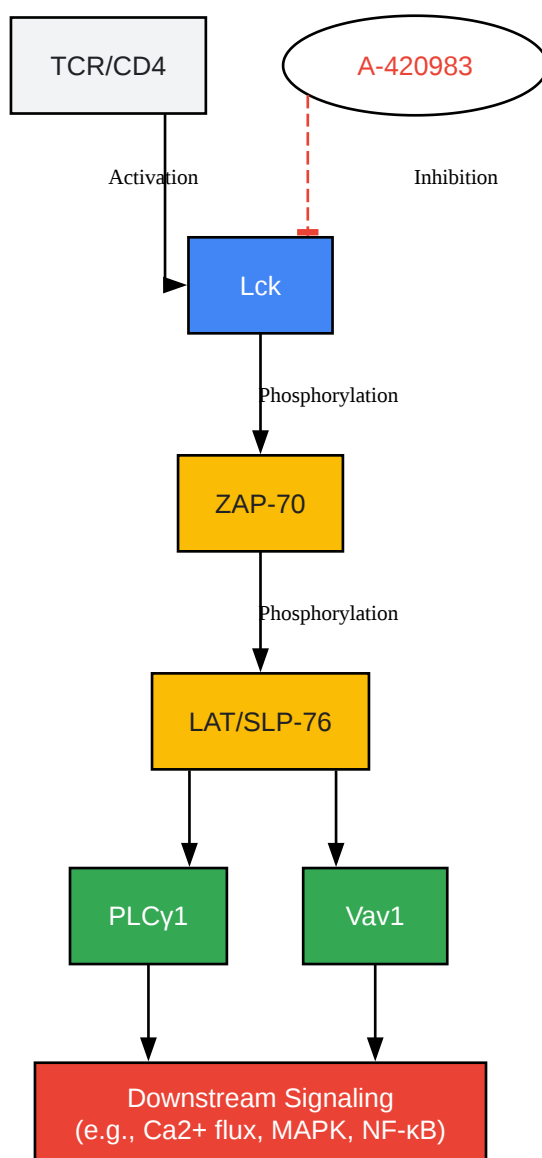 TCR/CD4
A-420983
Activation
Inhibition
Lck
Phosphorylation
ZAP-70
Phosphorylation
LAT/SLP-76
PLCγ1
Vav1
Downstream Signaling
(e.g., Ca2+ flux, MAPK, NF-κB)